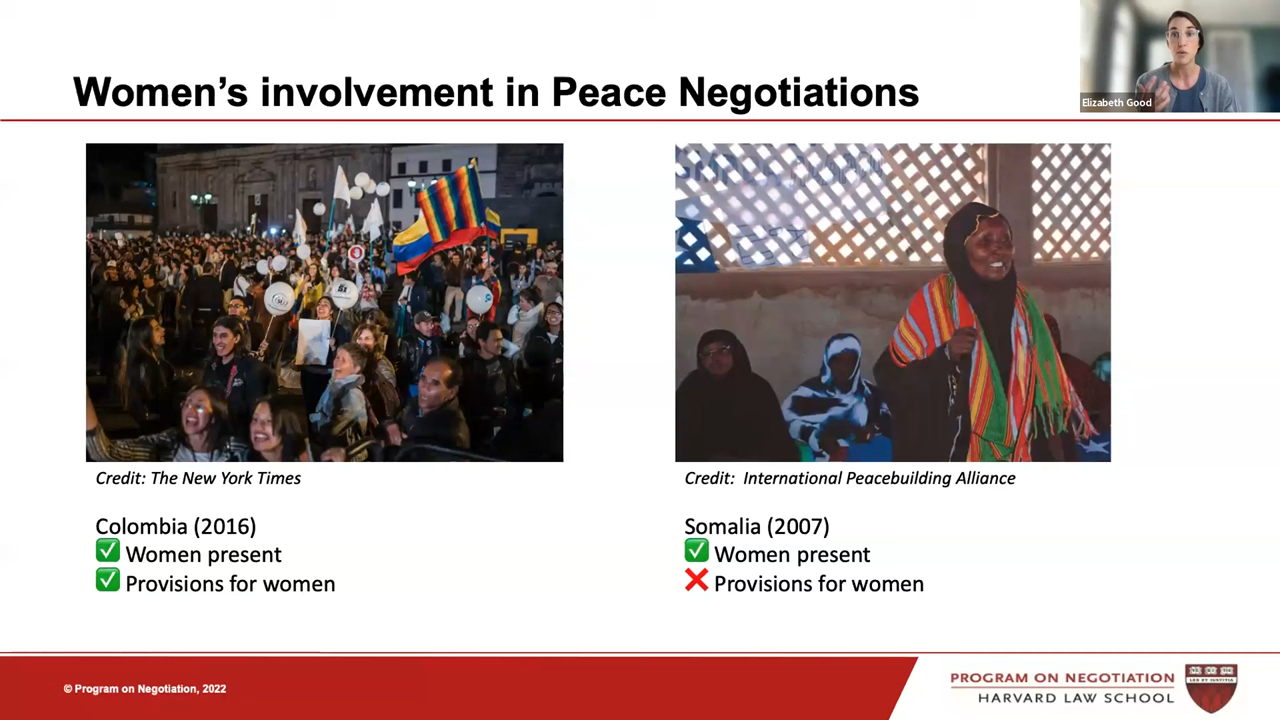 Women's involvement in Peace Negotiations
Elizabeth Good
Credit: The New York Times
Credit: International Peacebuilding Alliance
Colombia (2016)
✅ Women present
✅ Provisions for women
Somalia (2007)
✅ Women present
❌ Provisions for women
© Program on Negotiation, 2022
PROGRAM ON NEGOTIATION
HARVARD LAW SCHOOL